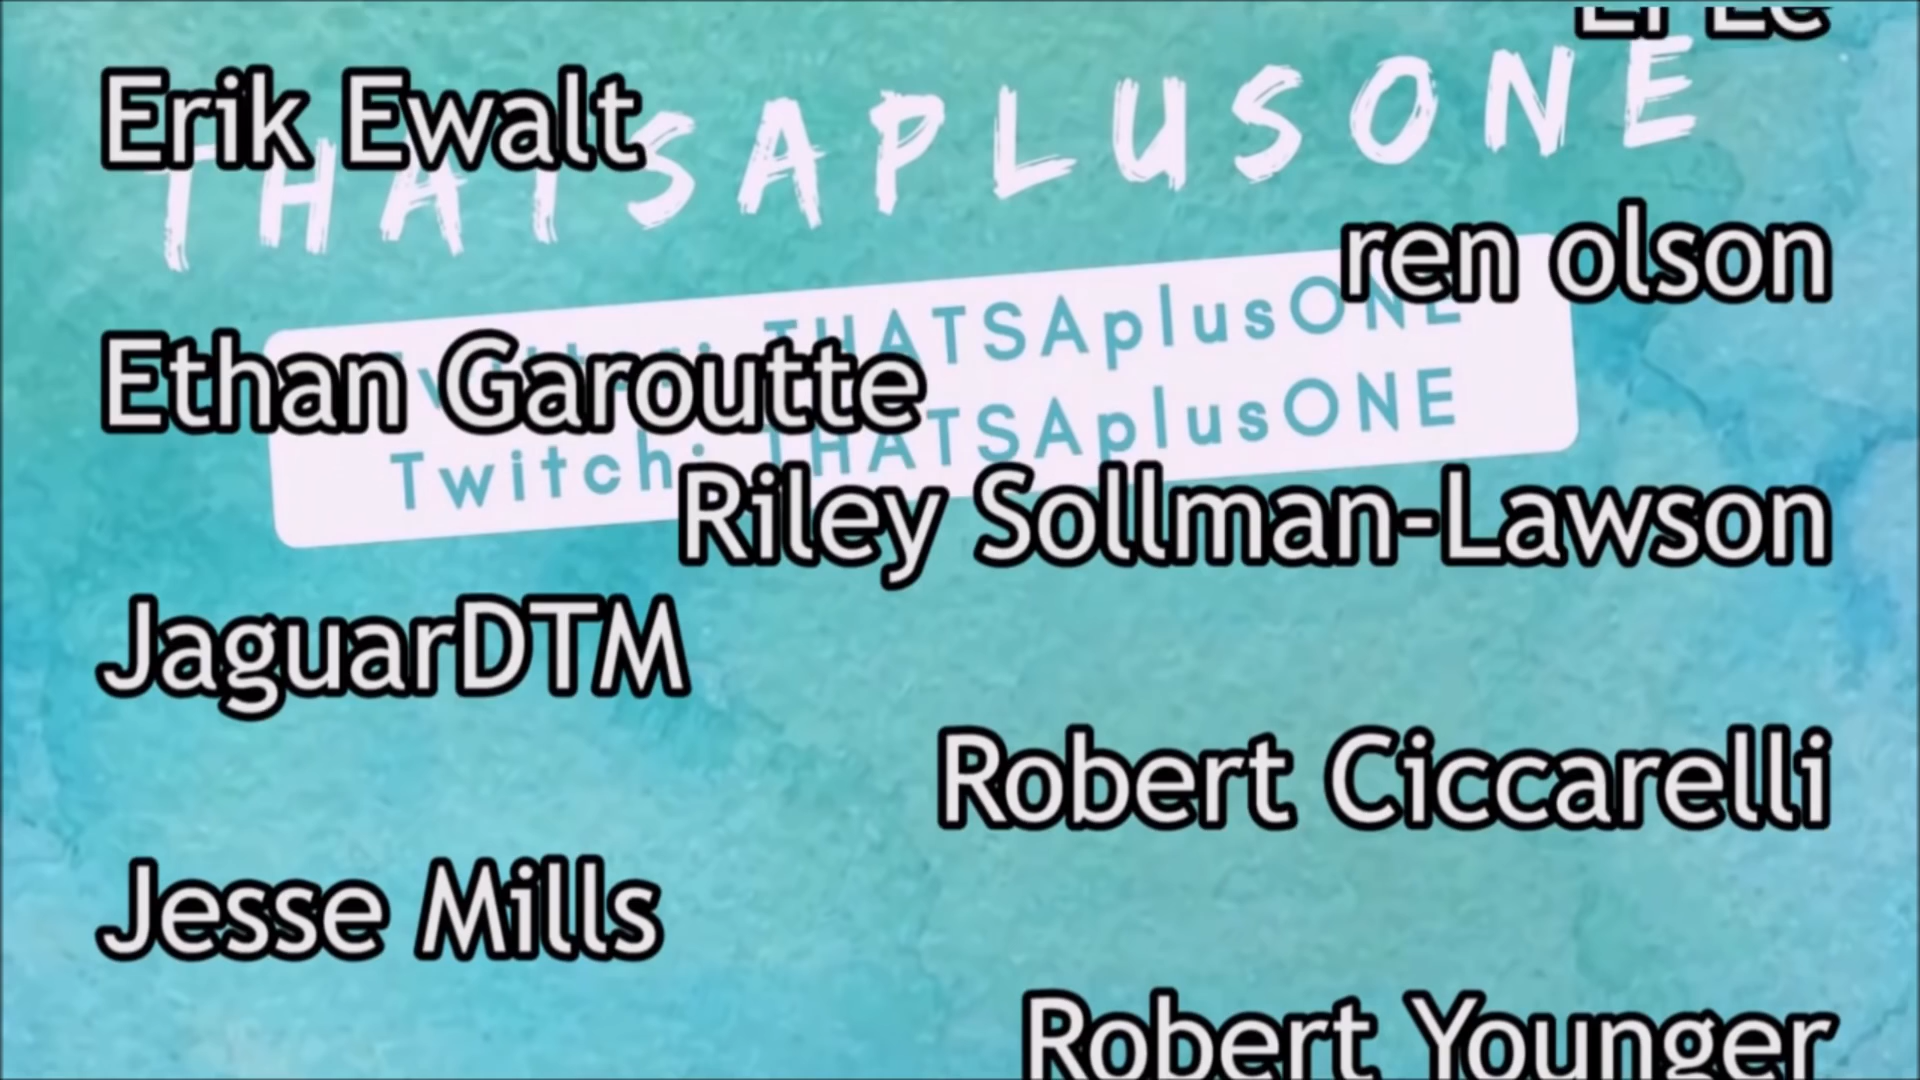 Erik Ewalt
THATSAPLUSONE
ren olson
THATSAplusONE
Ethan Garoutte
Twitch: THATSAplusONE
Riley Sollman-Lawson
JaguarDTM
Robert Ciccarelli
Jesse Mills
Robert Younger